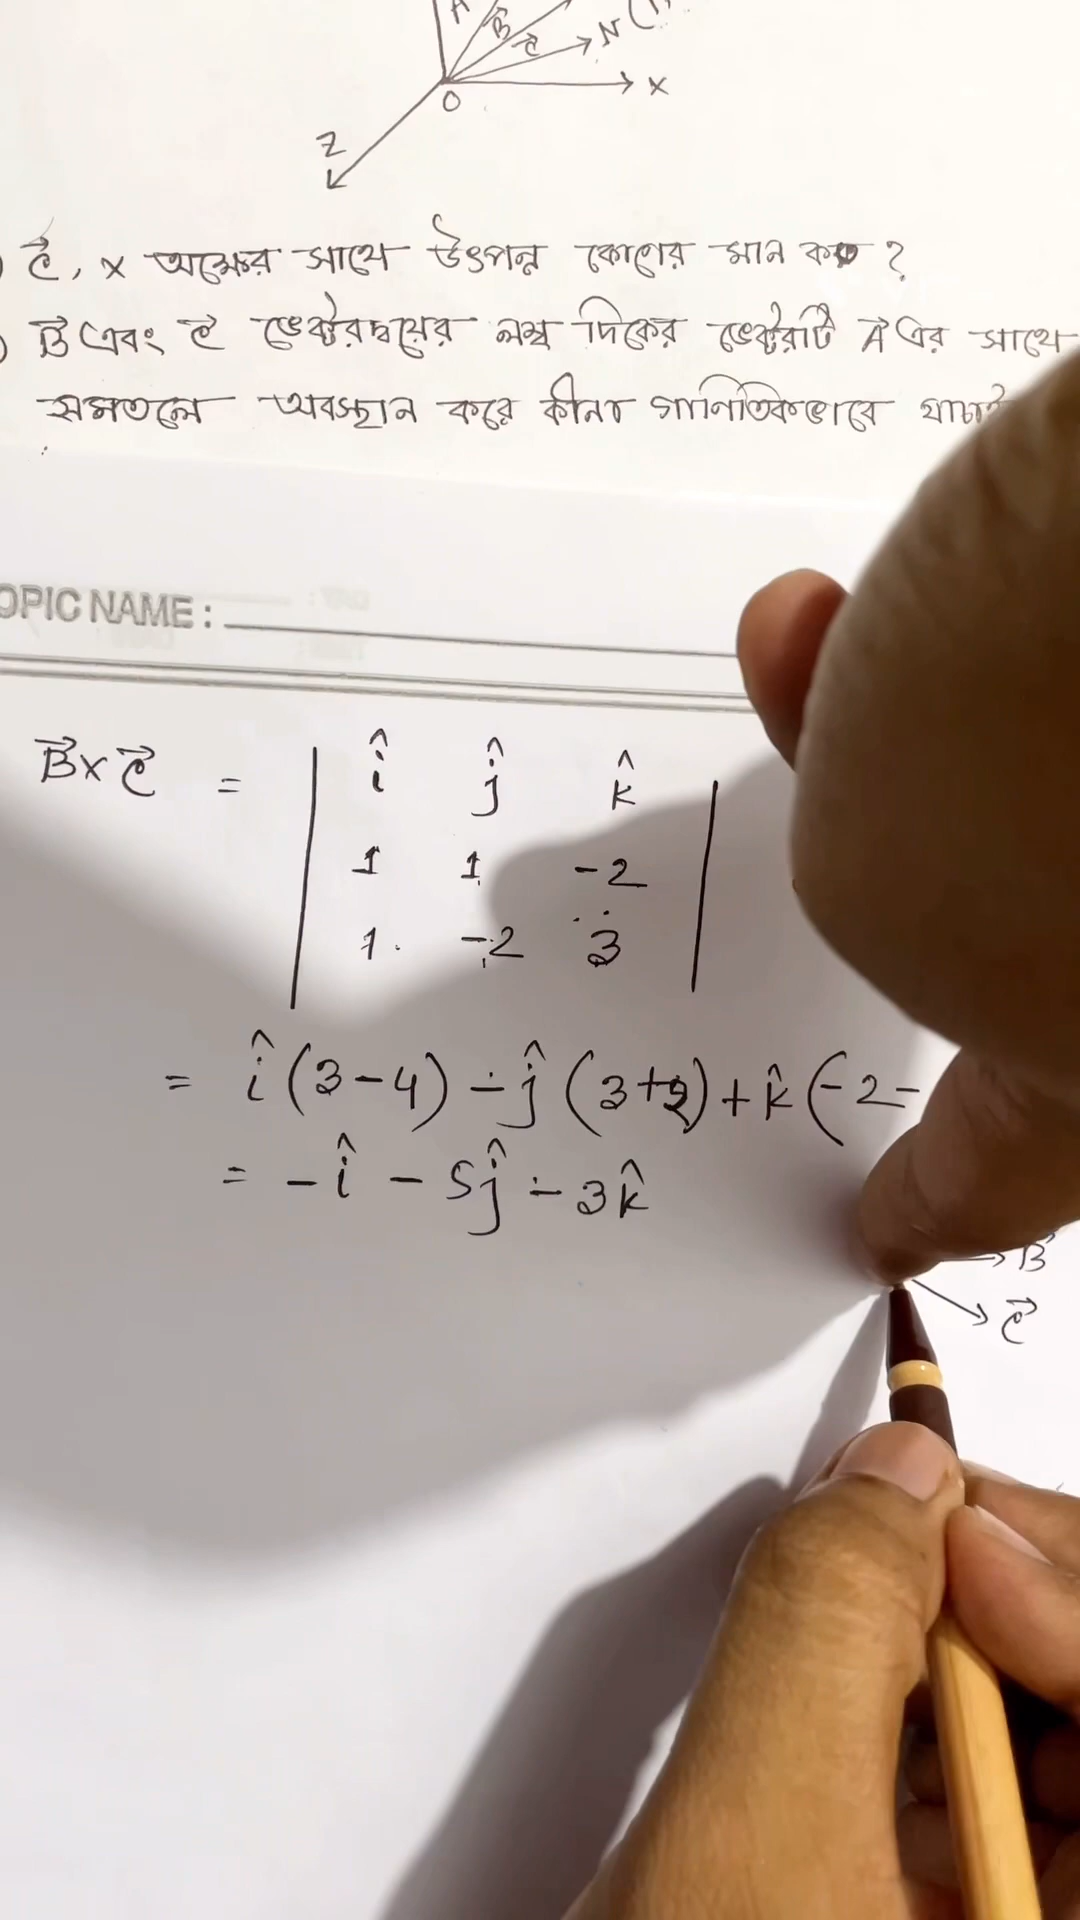 A
B C N (
O X
Z
C⃗, x অক্ষের সাথে উৎপন্ন কোণের মান কত ?
B⃗ এবং C⃗ ভেক্টরদ্বয়ের লম্ব দিকের ভেক্টরটি A⃗ এর সাথে
সমতলে অবস্থান করে কীনা গাণিতিকভাবে
OPIC NAME :
B⃗ x C⃗ = | î ĵ k̂ |
1 1 -2
1 -2 3
= î (3-4) - ĵ (3+2) + k̂ (-2-
= -î - 5ĵ - 3k̂
B⃗
C⃗